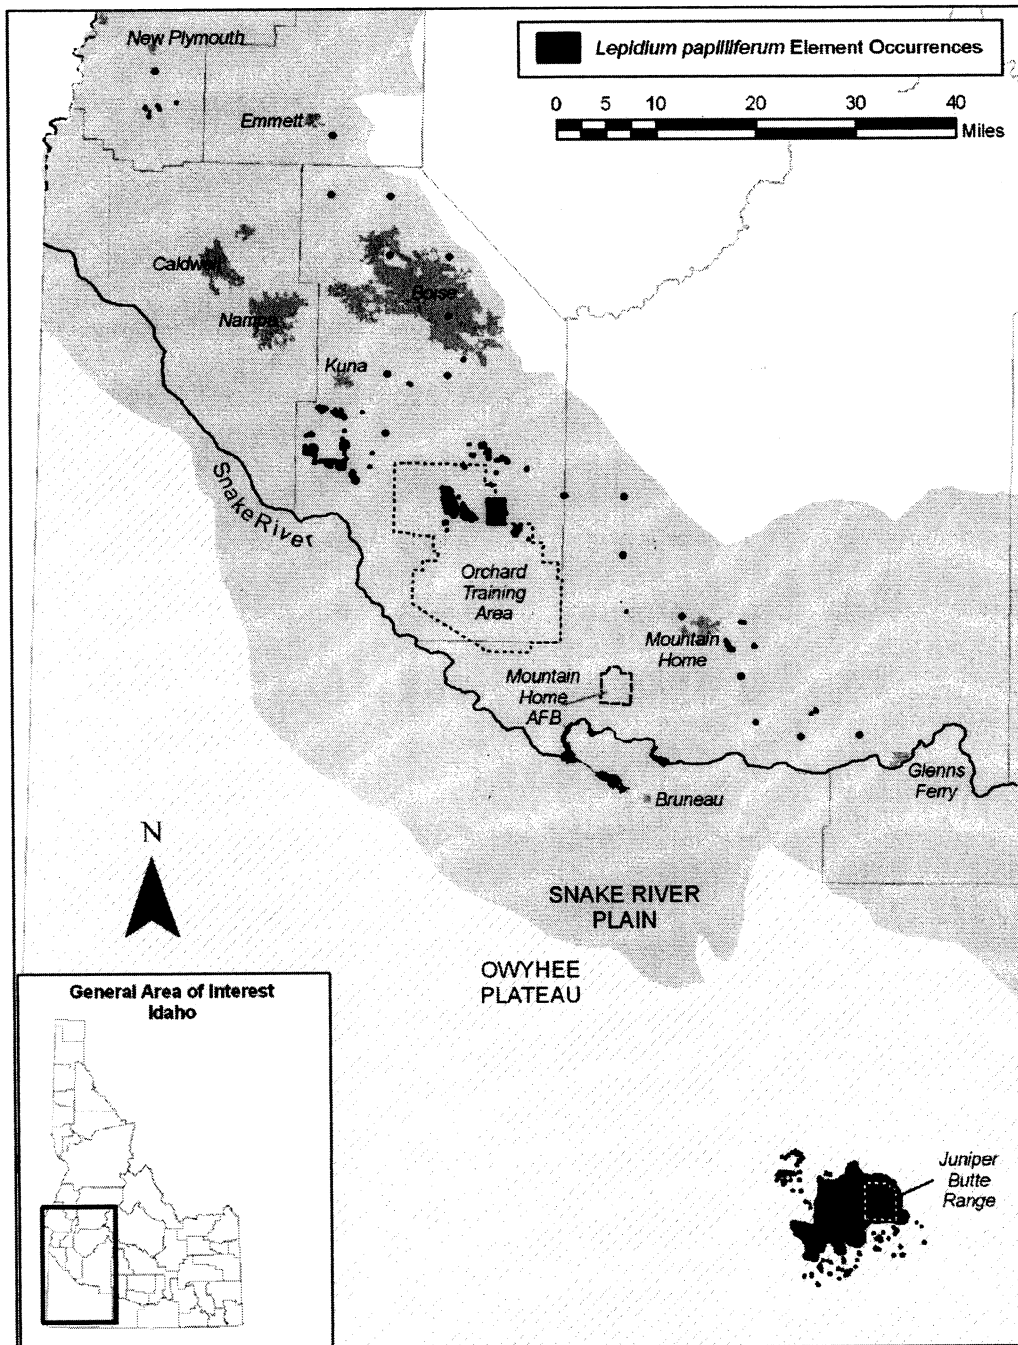 New Plymouth
Lepidium papilliferum Element Occurrences
0 5 10 20 30 40
Miles
Emmett
Caldwell
Boise
Nampa
Kuna
Snake River
Orchard
Training
Area
Mountain
Home
Mountain
Home
AFB
Glenns
Ferry
Bruneau
N
SNAKE RIVER
PLAIN
OWYHEE
PLATEAU
General Area of Interest
Idaho
Juniper
Butte
Range